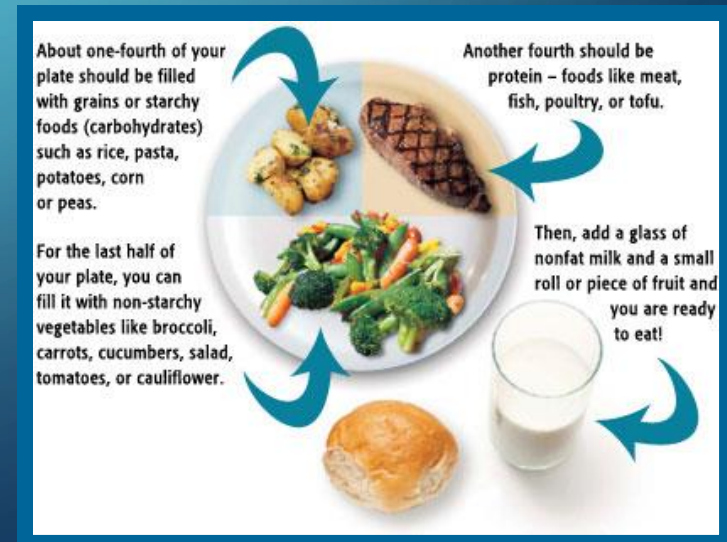 About one-fourth of your
plate should be filled
with grains or starchy
foods (carbohydrates)
such as rice, pasta,
potatoes, corn
or peas.
For the last half of
your plate, you can
fill it with non-starchy
vegetables like broccoli,
carrots, cucumbers, salad,
tomatoes, or cauliflower.
Another fourth should be
protein – foods like meat,
fish, poultry, or tofu.
Then, add a glass of
nonfat milk and a small
roll or piece of fruit and
you are ready
to eat!